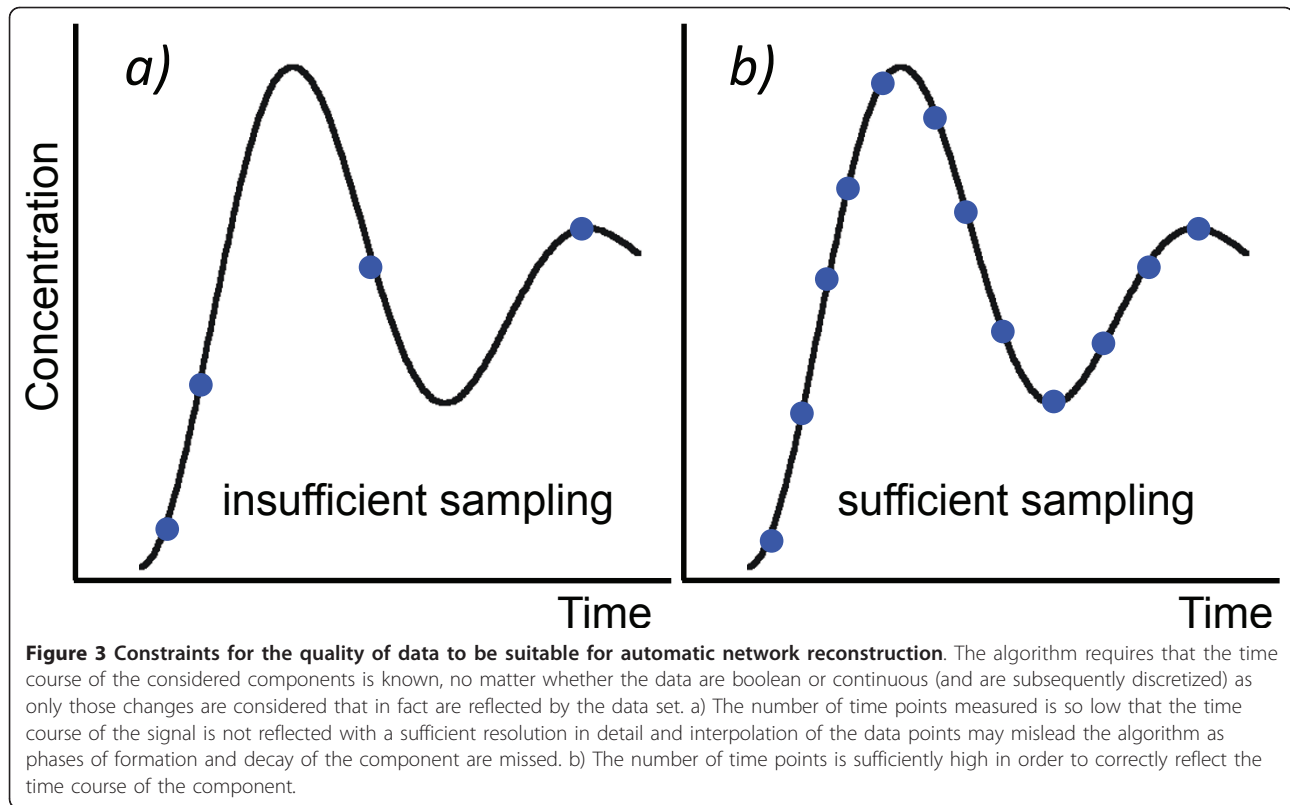 a)
b)
Concentration
insufficient sampling
sufficient sampling
Time
Time
Figure 3 Constraints for the quality of data to be suitable for automatic network reconstruction. The algorithm requires that the time
course of the considered components is known, no matter whether the data are boolean or continuous (and are subsequently discretized) as
only those changes are considered that in fact are reflected by the data set. a) The number of time points measured is so low that the time
course of the signal is not reflected with a sufficient resolution in detail and interpolation of the data points may mislead the algorithm as
phases of formation and decay of the component are missed. b) The number of time points is sufficiently high in order to correctly reflect the
time course of the component.